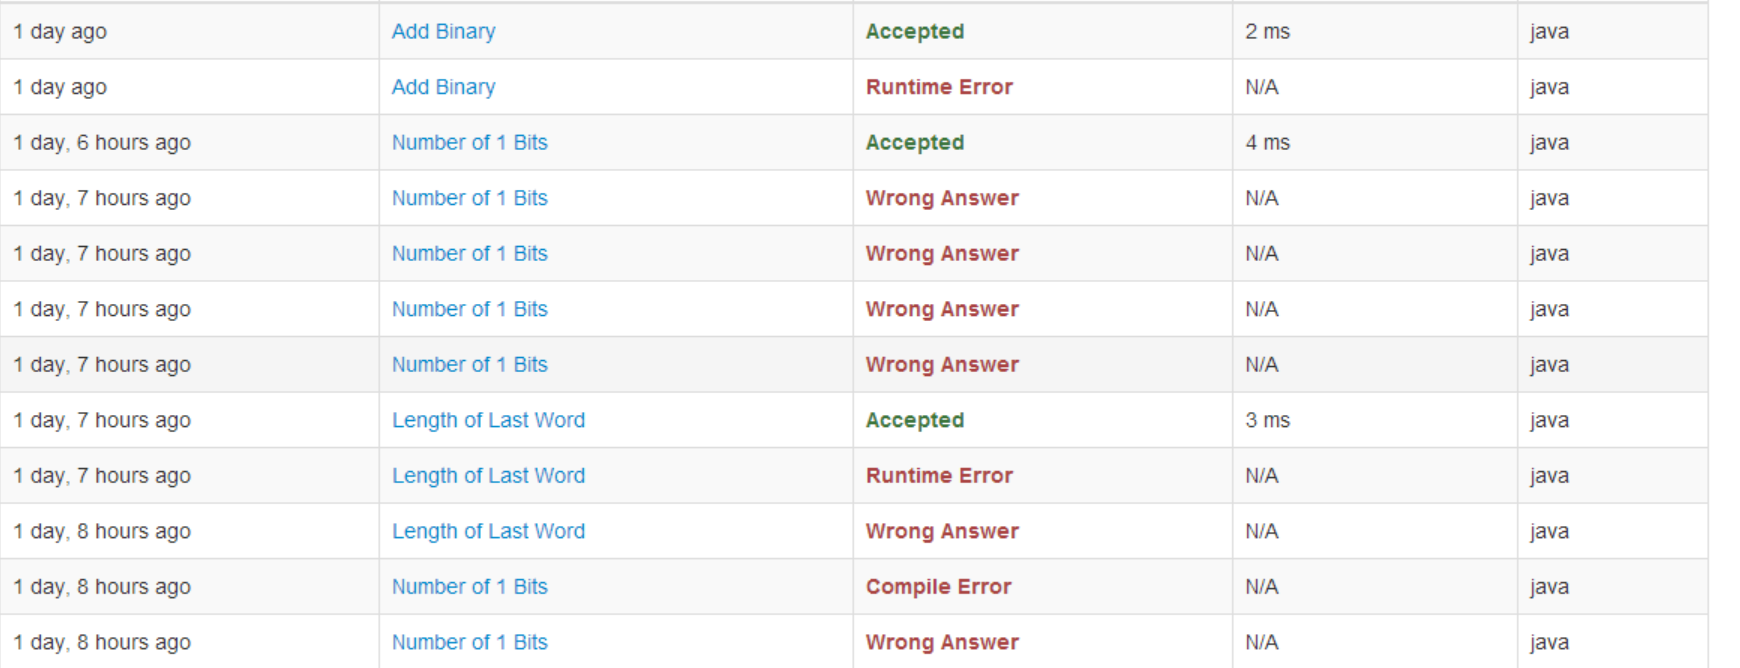 1 day ago Add Binary Accepted 2 ms java
1 day ago Add Binary Runtime Error N/A java
1 day, 6 hours ago Number of 1 Bits Accepted 4 ms java
1 day, 7 hours ago Number of 1 Bits Wrong Answer N/A java
1 day, 7 hours ago Number of 1 Bits Wrong Answer N/A java
1 day, 7 hours ago Number of 1 Bits Wrong Answer N/A java
1 day, 7 hours ago Number of 1 Bits Wrong Answer N/A java
1 day, 7 hours ago Length of Last Word Accepted 3 ms java
1 day, 7 hours ago Length of Last Word Runtime Error N/A java
1 day, 8 hours ago Length of Last Word Wrong Answer N/A java
1 day, 8 hours ago Number of 1 Bits Compile Error N/A java
1 day, 8 hours ago Number of 1 Bits Wrong Answer N/A java